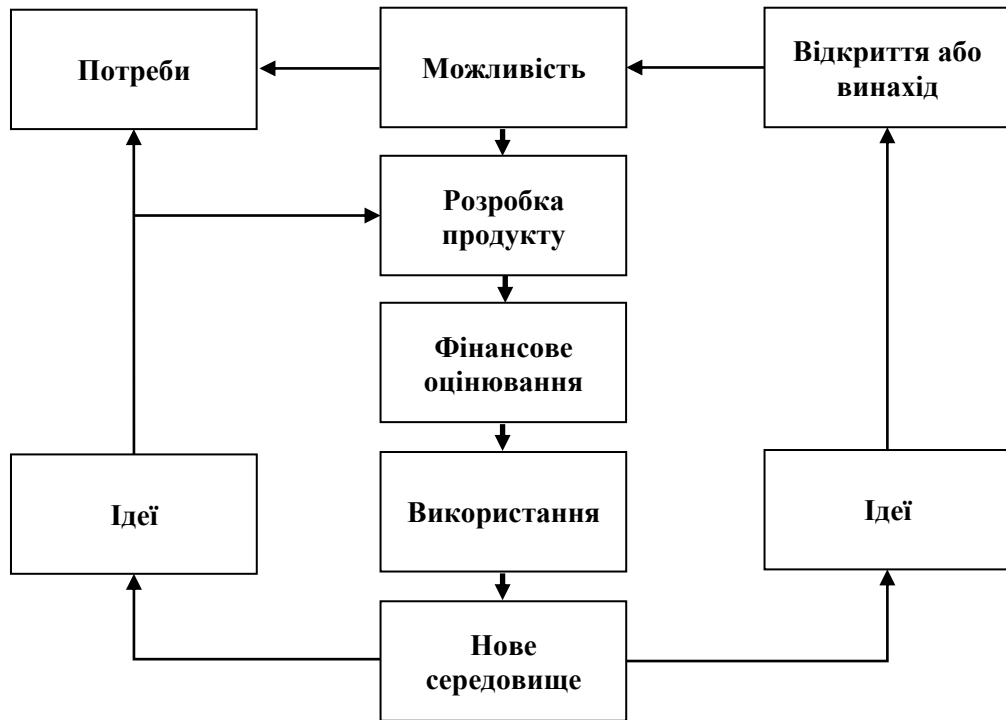 Потреби
Можливість
Відкриття або
винахід
Розробка
продукту
Фінансове
оцінювання
Ідеї
Використання
Ідеї
Нове
середовище